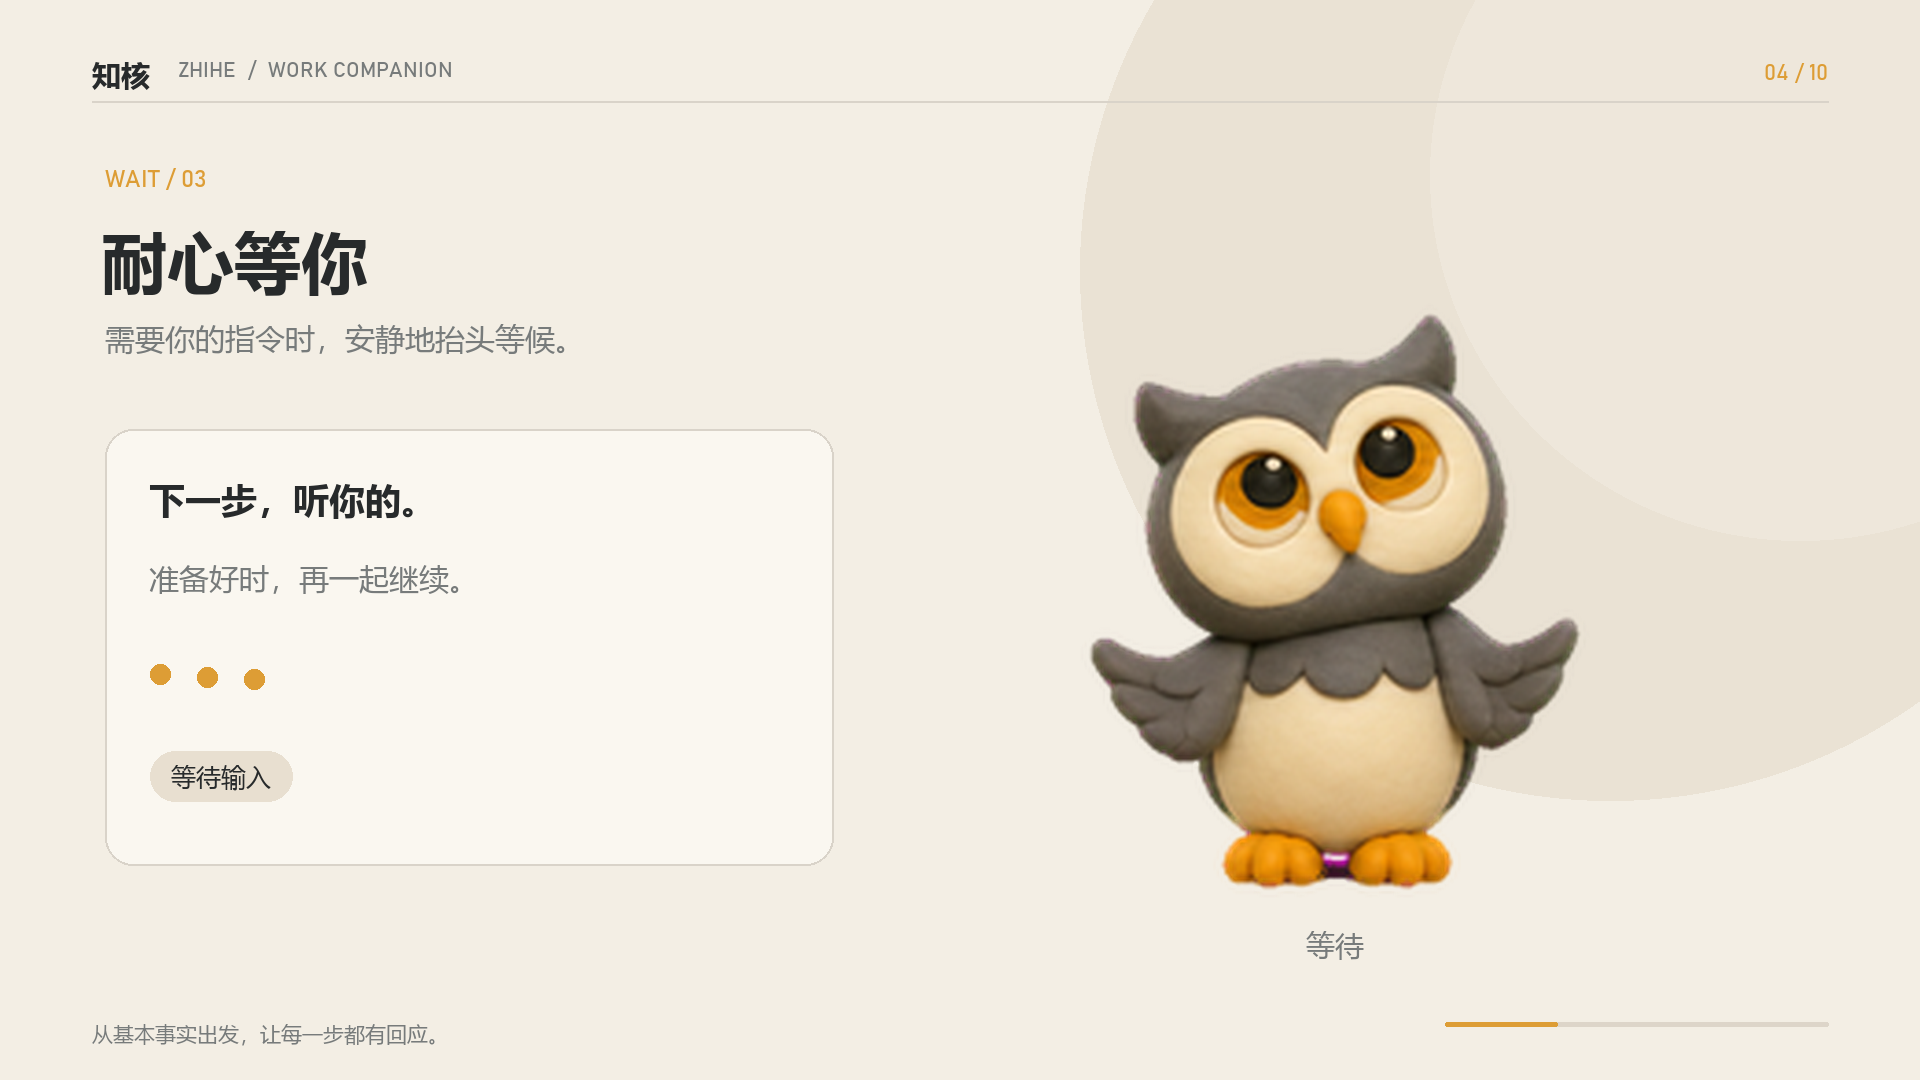 知核 ZHIHE / WORK COMPANION
04 / 10
WAIT / 03
耐心等你
需要你的指令时，安静地抬头等候。
下一步，听你的。
准备好时，再一起继续。
等待输入
等待
从基本事实出发，让每一步都有回应。